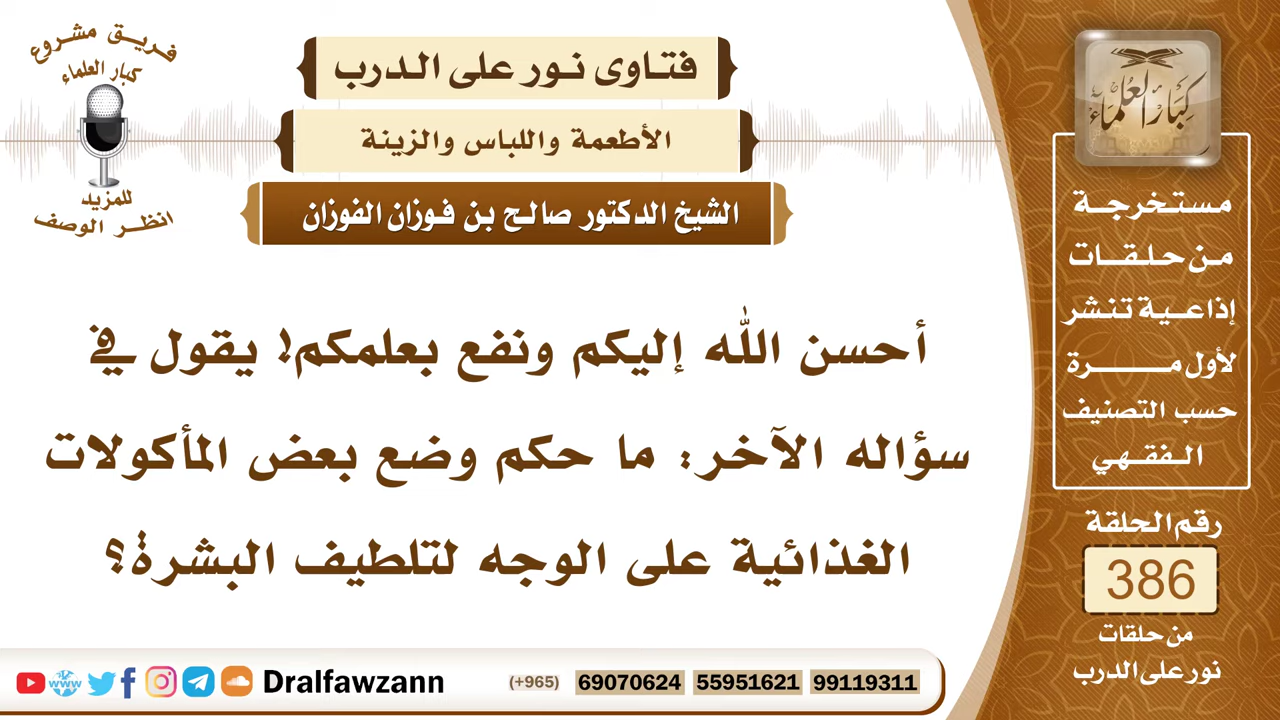 فريق مشروع
كبار العلماء
للمزيد
انظر الوصف
فتاوى نور على الدرب
الأطعمة واللباس والزينة
الشيخ الدكتور صالح بن فوزان الفوزان
أحسن الله إليكم ونفع بعلمكم! يقول في
سؤاله الآخر: ما حكم وضع بعض المأكولات
الغذائية على الوجه لتلطيف البشرة؟
كبار العلماء
مستخرجة
من حلقات
إذاعية تنشر
لأول مرة
حسب التصنيف
الفقهي
رقم الحلقة
386
من حلقات
نور على الدرب
www
Dralfawzann
(+965) 69070624 55951621 99119311